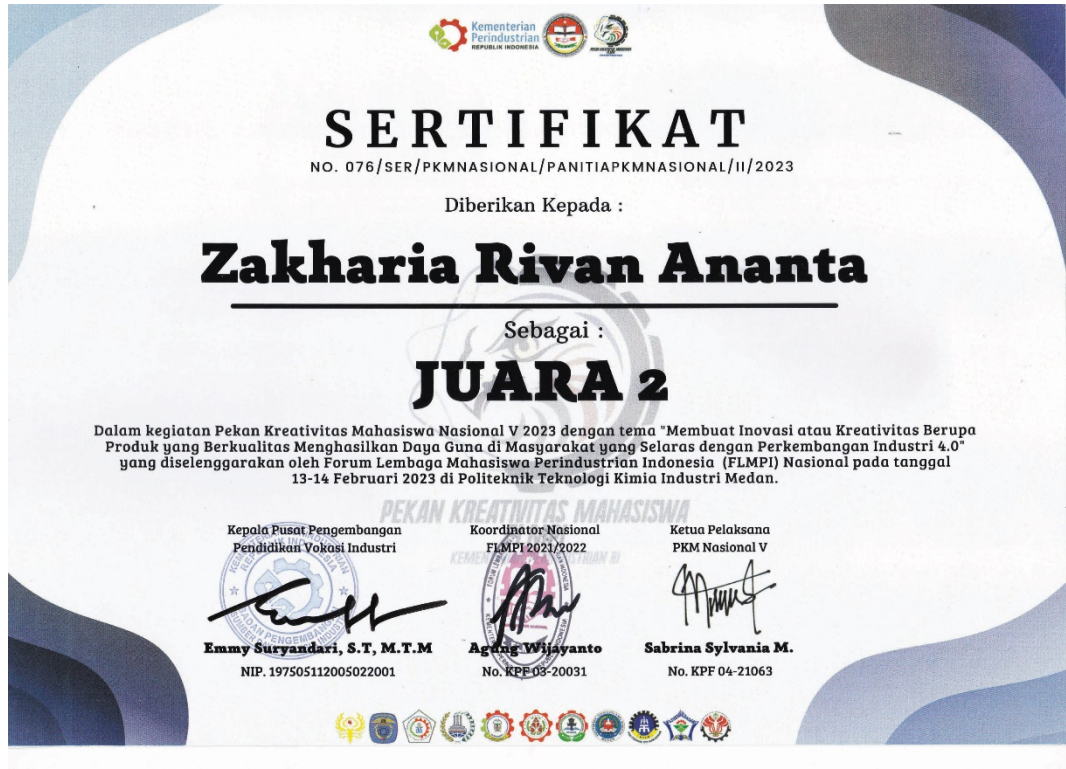 Kementerian
Perindustrian
REPUBLIK INDONESIA
SERTIFIKAT
NO. 076/SER/PKMNASIONAL/PANITIAPKMNASIONAL/II/2023
Diberikan Kepada :
Zakharia Rivan Ananta
Sebagai :
JUARA 2
Dalam kegiatan Pekan Kreativitas Mahasiswa Nasional V 2023 dengan tema "Membuat Inovasi atau Kreativitas Berupa
Produk yang Berkualitas Menghasilkan Daya Guna di Masyarakat yang Selaras dengan Perkembangan Industri 4.0"
yang diselenggarakan oleh Forum Lembaga Mahasiswa Perindustrian Indonesia (FLMPI) Nasional pada tanggal
13-14 Februari 2023 di Politeknik Teknologi Kimia Industri Medan.
PEKAN KREATIVITAS MAHASISWA
Kepala Pusat Pengembangan
Pendidikan Vokasi Industri
Koordinator Nasional
FLMPI 2021/2022
Ketua Pelaksana
PKM Nasional V
Emmy Suryandari, S.T, M.T.M
NIP. 197505112005022001
Agung Wijayanto
No. KPF 03-20031
Sabrina Sylvania M.
No. KPF 04-21063